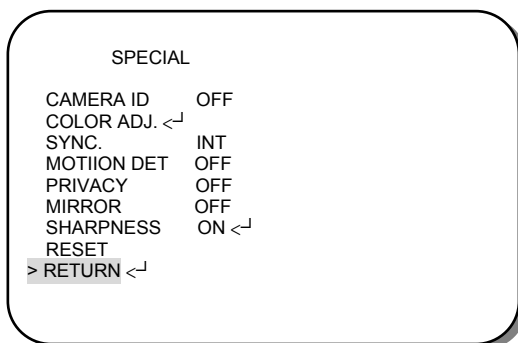 SPECIAL
CAMERA ID OFF
COLOR ADJ. <┘
SYNC. INT
MOTIION DET OFF
PRIVACY OFF
MIRROR OFF
SHARPNESS ON <┘
RESET
> RETURN <┘